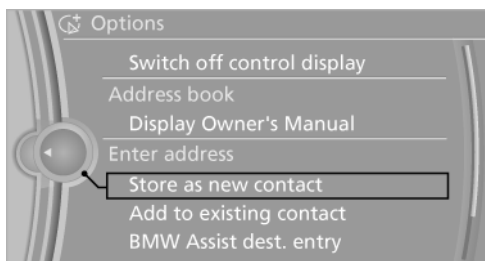 Options
Switch off control display
Address book
Display Owner's Manual
Enter address
Store as new contact
Add to existing contact
BMW Assist dest. entry